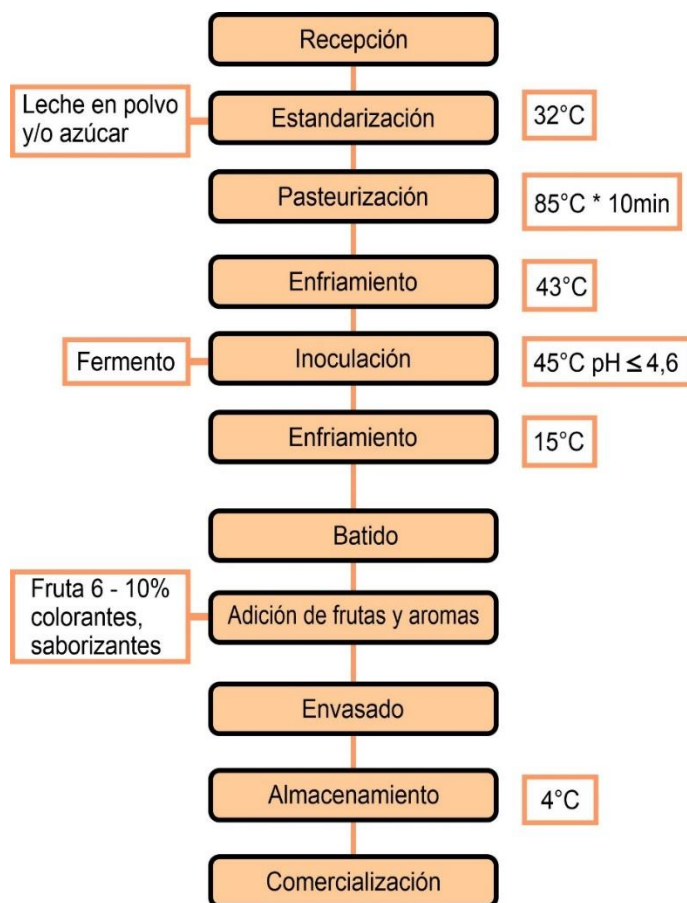 Recepción
Leche en polvo
y/o azúcar
Estandarización
32°C
Pasteurización
85°C * 10min
Enfriamiento
43°C
Fermento
Inoculación
45°C pH ≤ 4,6
Enfriamiento
15°C
Batido
Fruta 6 - 10%
colorantes,
saborizantes
Adición de frutas y aromas
Envasado
Almacenamiento
4°C
Comercialización